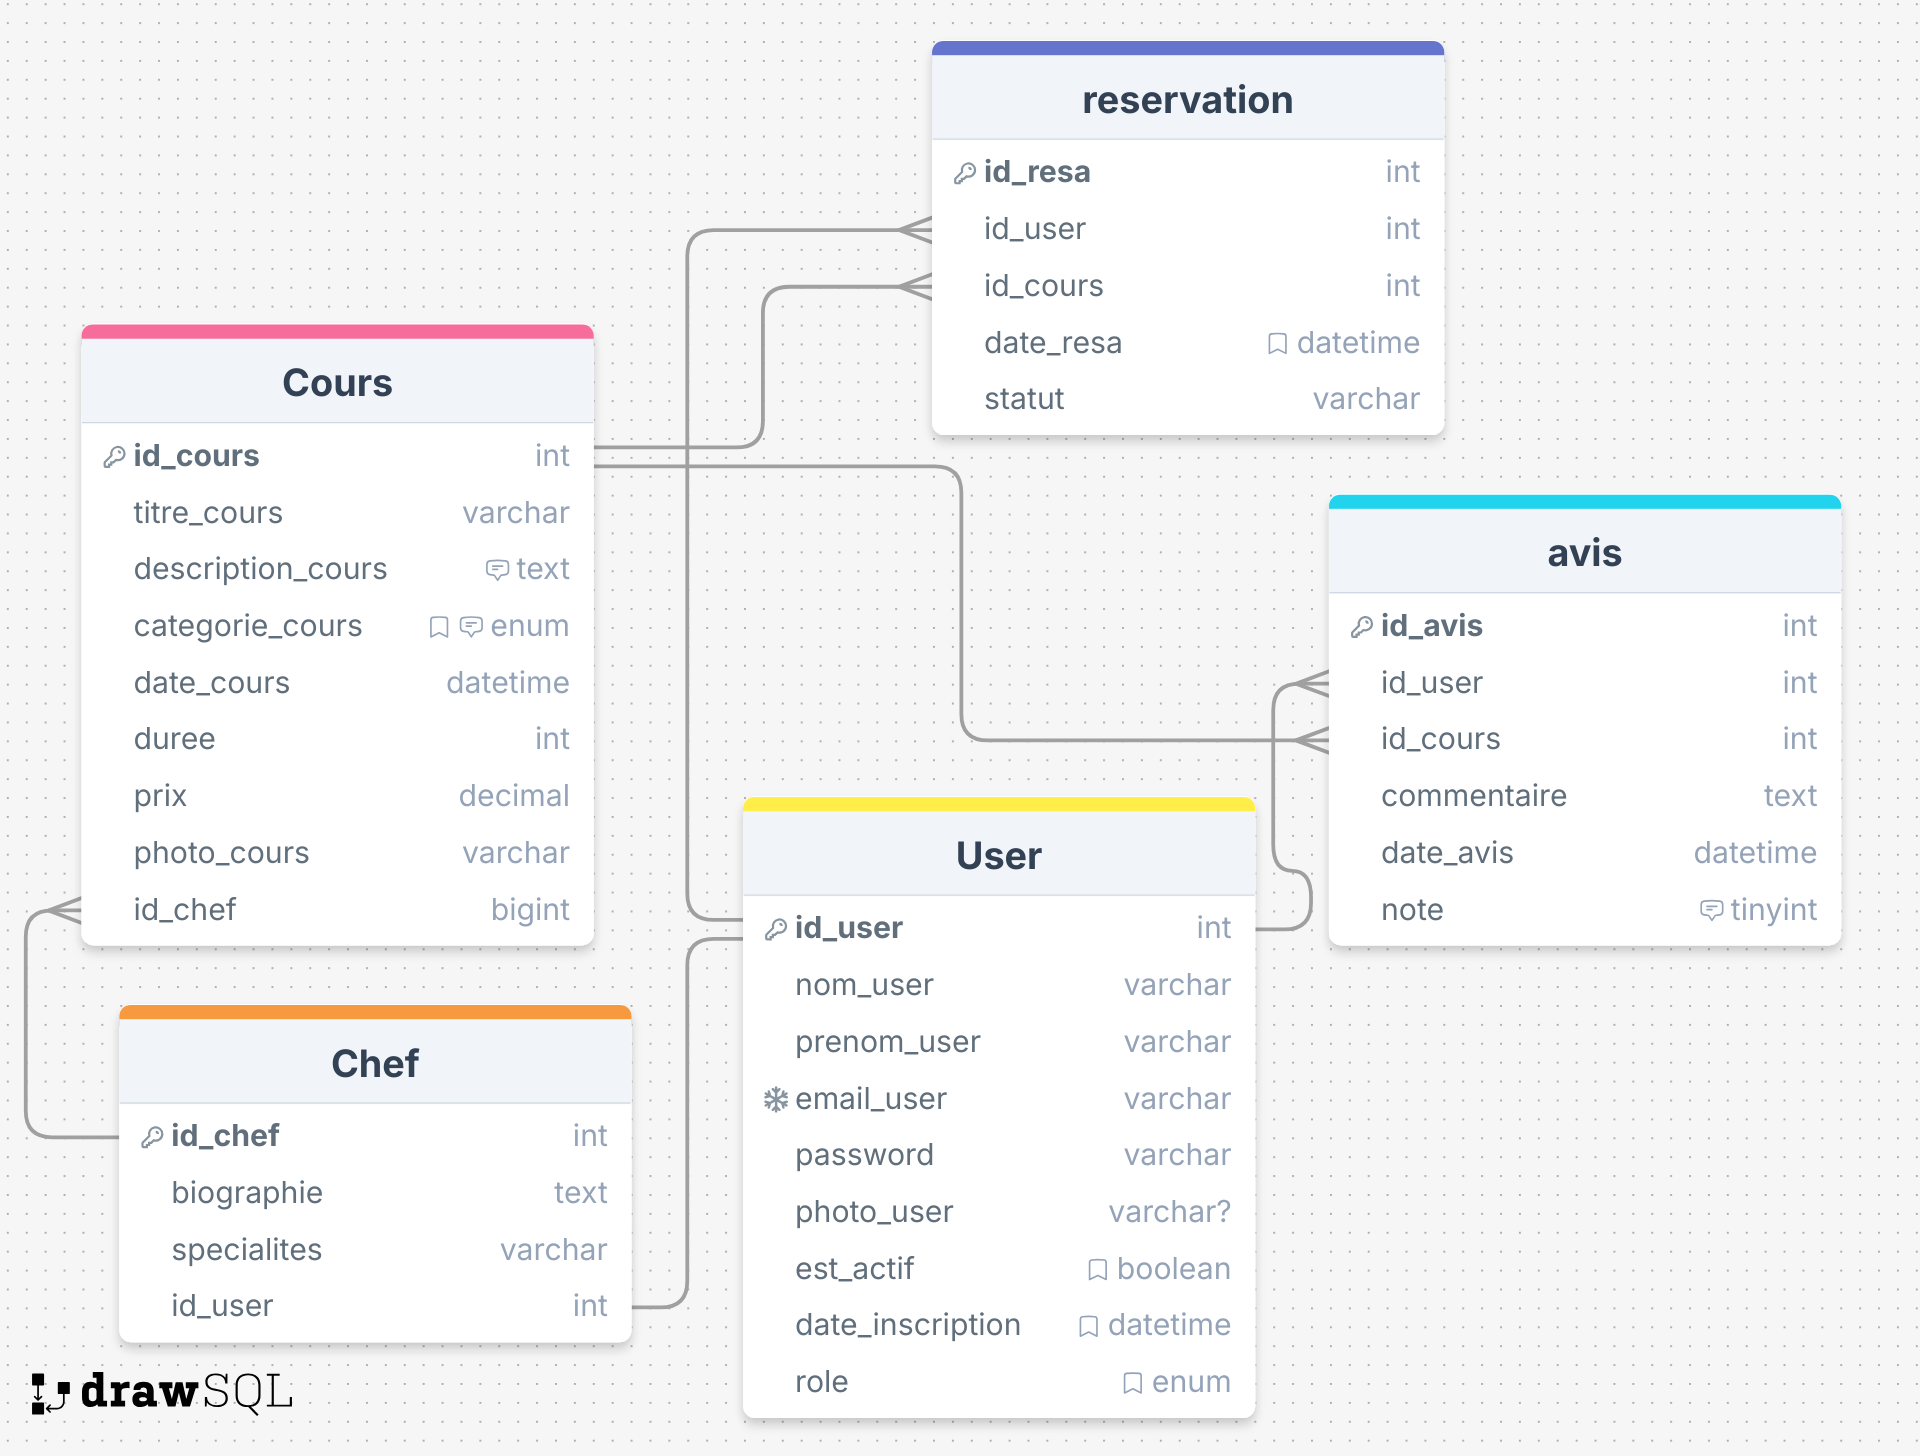 reservation
id_resa int
id_user int
id_cours int
date_resa datetime
statut varchar
Cours
id_cours int
titre_cours varchar
description_cours text
categorie_cours enum
date_cours datetime
duree int
prix decimal
photo_cours varchar
id_chef bigint
avis
id_avis int
id_user int
id_cours int
commentaire text
date_avis datetime
note tinyint
User
id_user int
nom_user varchar
prenom_user varchar
email_user varchar
password varchar
photo_user varchar?
est_actif boolean
date_inscription datetime
role enum
Chef
id_chef int
biographie text
specialites varchar
id_user int
drawSQL